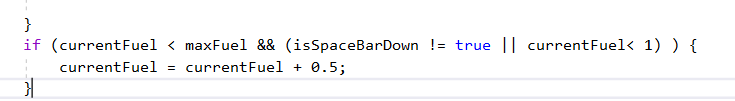 }
if (currentFuel < maxFuel && (isSpaceBarDown != true || currentFuel< 1) ) {
    currentFuel = currentFuel + 0.5;
}